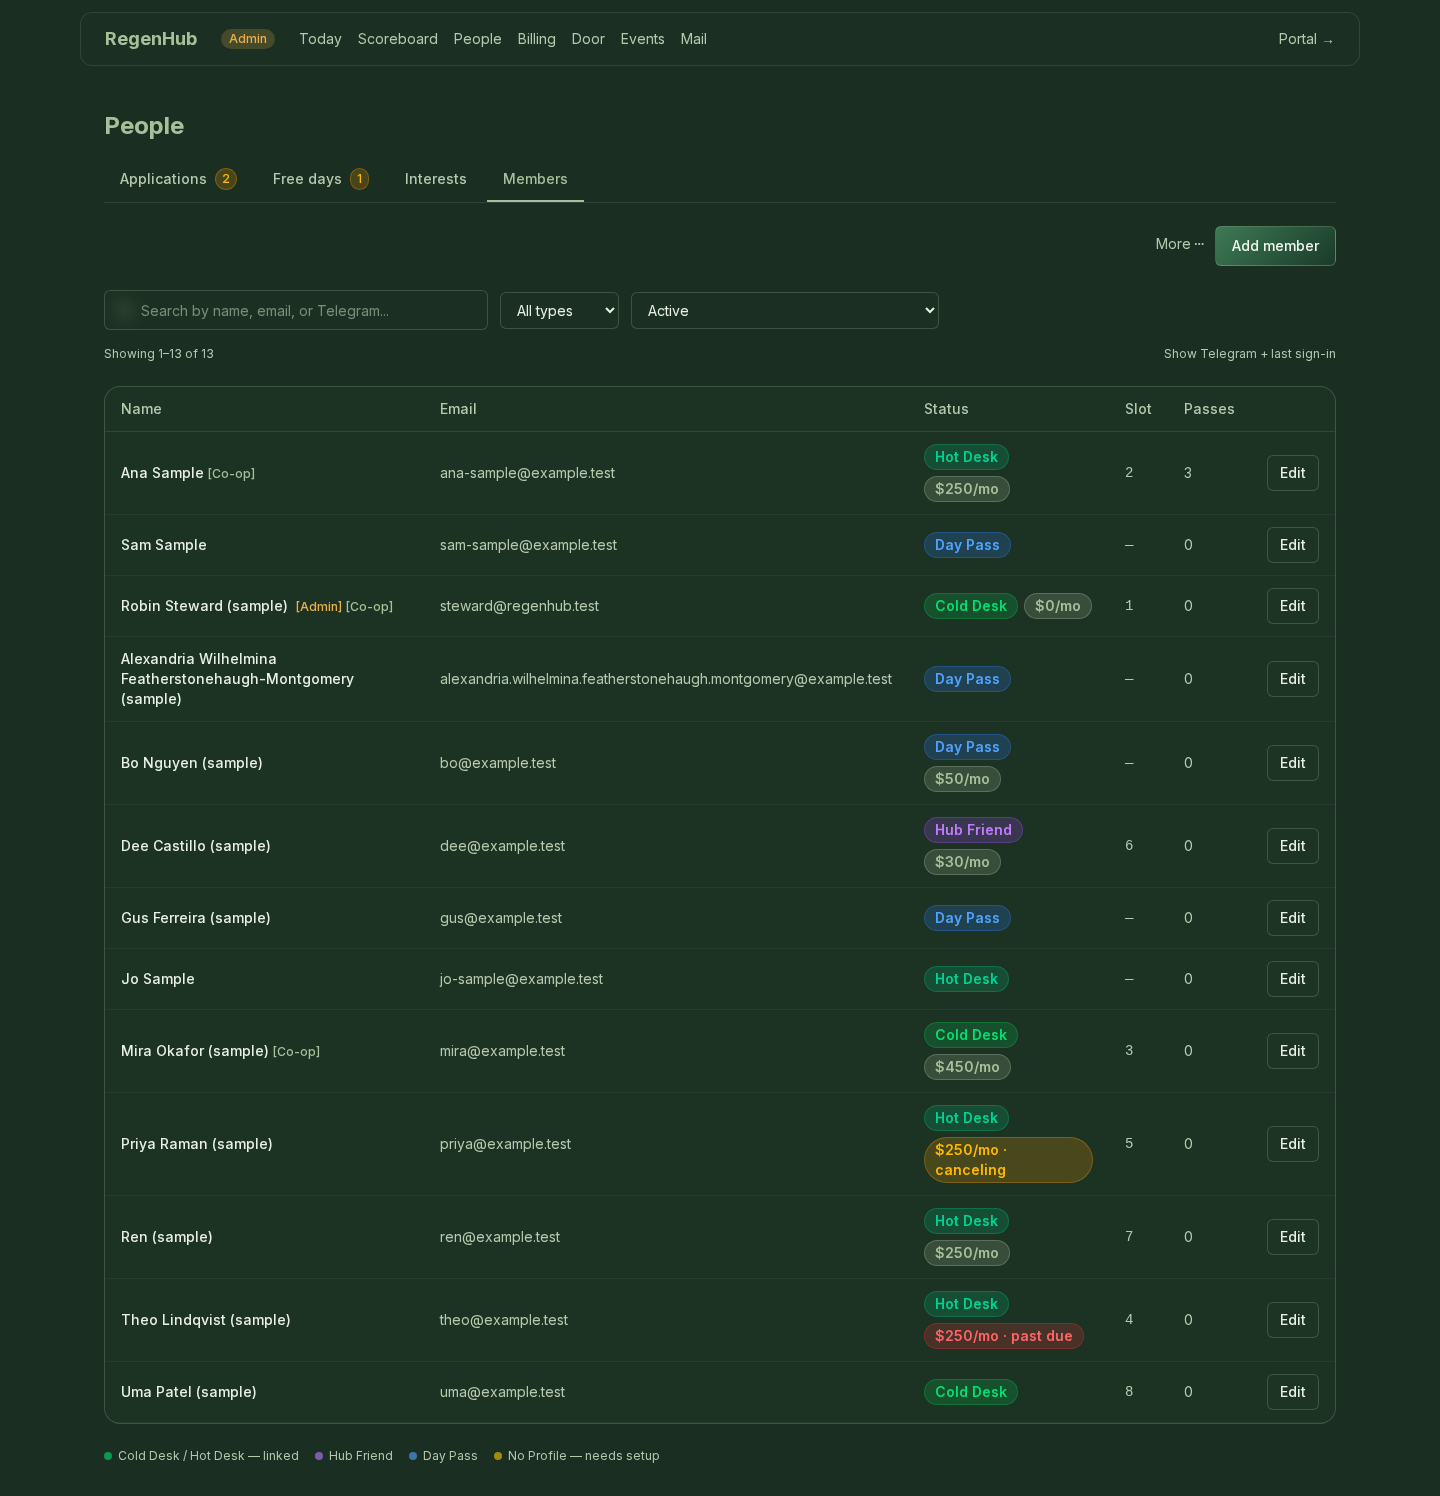 RegenHub Admin Today Scoreboard People Billing Door Events Mail Portal →
People
Applications 2 Free days 1 Interests Members
More ··· Add member
Search by name, email, or Telegram... All types Active
Showing 1–13 of 13 Show Telegram + last sign-in
Name Email Status Slot Passes
Ana Sample [Co-op] ana-sample@example.test Hot Desk $250/mo 2 3 Edit
Sam Sample sam-sample@example.test Day Pass — 0 Edit
Robin Steward (sample) [Admin] [Co-op] steward@regenhub.test Cold Desk $0/mo 1 0 Edit
Alexandria Wilhelmina
Featherstonehaugh-Montgomery
(sample) alexandria.wilhelmina.featherstonehaugh.montgomery@example.test Day Pass — 0 Edit
Bo Nguyen (sample) bo@example.test Day Pass $50/mo — 0 Edit
Dee Castillo (sample) dee@example.test Hub Friend $30/mo 6 0 Edit
Gus Ferreira (sample) gus@example.test Day Pass — 0 Edit
Jo Sample jo-sample@example.test Hot Desk — 0 Edit
Mira Okafor (sample) [Co-op] mira@example.test Cold Desk $450/mo 3 0 Edit
Priya Raman (sample) priya@example.test Hot Desk $250/mo · canceling 5 0 Edit
Ren (sample) ren@example.test Hot Desk $250/mo 7 0 Edit
Theo Lindqvist (sample) theo@example.test Hot Desk $250/mo · past due 4 0 Edit
Uma Patel (sample) uma@example.test Cold Desk 8 0 Edit
Cold Desk / Hot Desk — linked Hub Friend Day Pass No Profile — needs setup